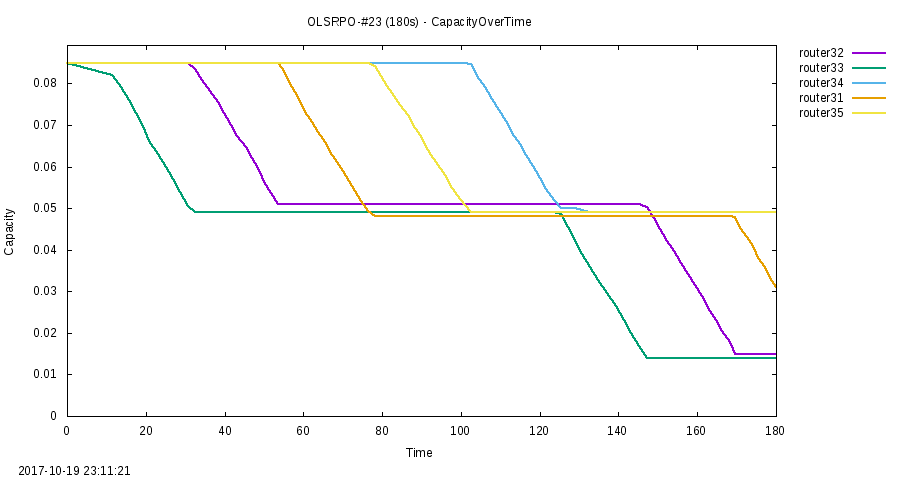 OLSRPO-#23 (180s) - CapacityOverTime
router32
router33
router34
router31
router35
0.08
0.07
0.06
0.05
0.04
0.03
0.02
0.01
0
Capacity
0 20 40 60 80 100 120 140 160 180
Time
2017-10-19 23:11:21